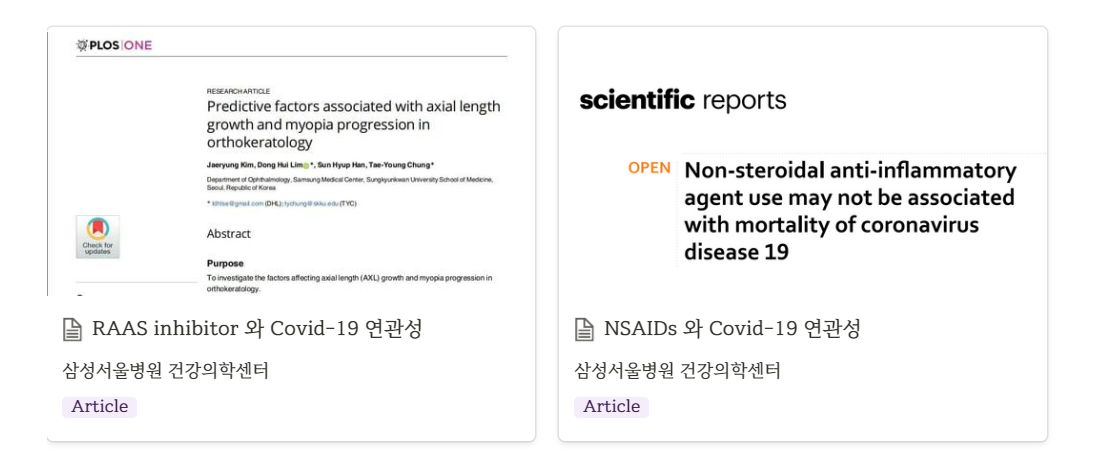 PLOS ONE
RESEARCH ARTICLE
Predictive factors associated with axial length
growth and myopia progression in
orthokeratology
Jaeryung Kim, Dong Hui Lim *, Sun Hyup Han, Tae-Young Chung*
Department of Ophthalmology, Samsung Medical Center, Sungkyunkwan University School of Medicine,
Seoul, Republic of Korea
(DHL); tychung@skku.edu (TYC)
Check for
updates
Abstract
Purpose
To investigate the factors affecting axial length (AXL) growth and myopia progression in
orthokeratology.
RAAS inhibitor 와 Covid-19 연관성
삼성서울병원 건강의학센터
Article
scientific reports
OPEN
Non-steroidal anti-inflammatory
agent use may not be associated
with mortality of coronavirus
disease 19
NSAIDs 와 Covid-19 연관성
삼성서울병원 건강의학센터
Article